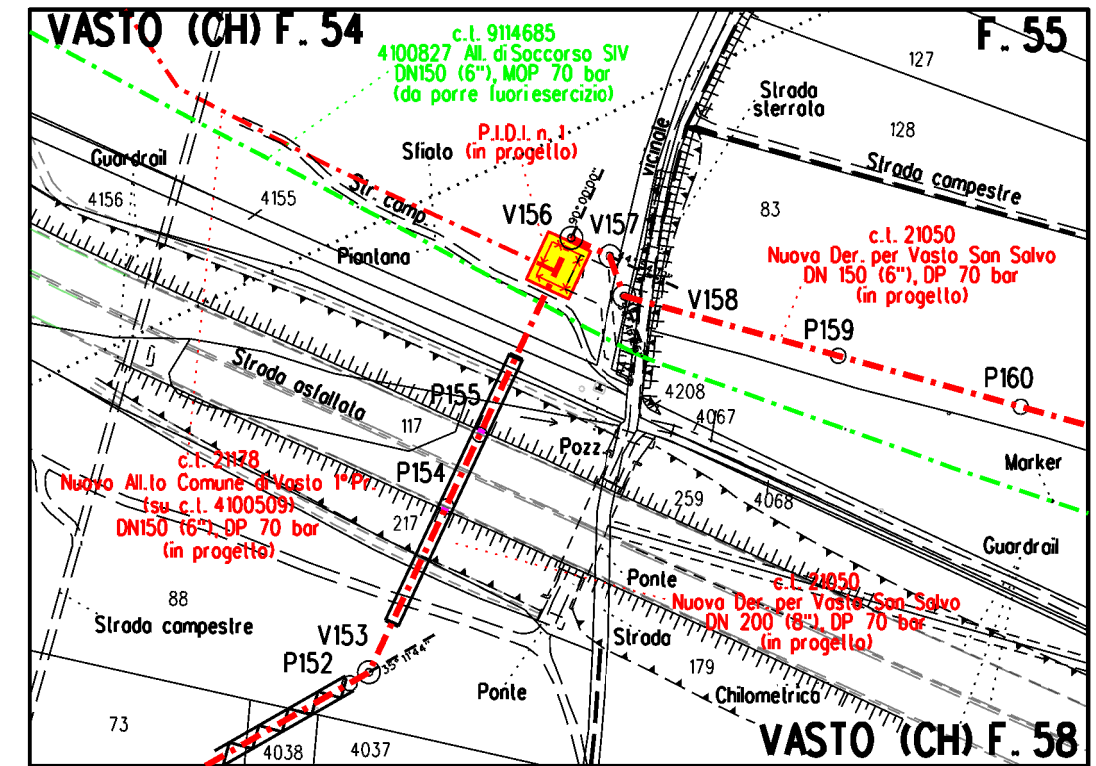 VASTO (CH) F. 54
F. 55
c.l. 9114685
4100827 All. di Soccorso SIV
DN150 (6"), MOP 70 bar
(da porre fuori esercizio)
127
Strada
sterrata
128
P.I.D.I. n. 1
(in progetto)
Sfiato
vicinale
Guardrail
Strada campestre
4156
4155
Str. camp.
83
V156
90°00'00"
V157
Piantana
c.l. 21050
Nuova Der. per Vasto San Salvo
DN 150 (6"), DP 70 bar
(in progetto)
V158
P159
P160
Strada asfaltata
P155
4208
4067
117
Pozz.
Marker
c.l. 21178
Nuovo All.to Comune di Vasto 1°Pr.
(su c.l. 4100509)
DN150 (6"), DP 70 bar
(in progetto)
P154
259
4068
217
Guardrail
Ponte
c.l. 21050
Nuova Der. per Vasto San Salvo
DN 200 (8"), DP 70 bar
(in progetto)
88
Strada campestre
V153
35°11'44"
Strada
P152
179
Ponte
Chilometrica
73
4038
4037
VASTO (CH) F. 58